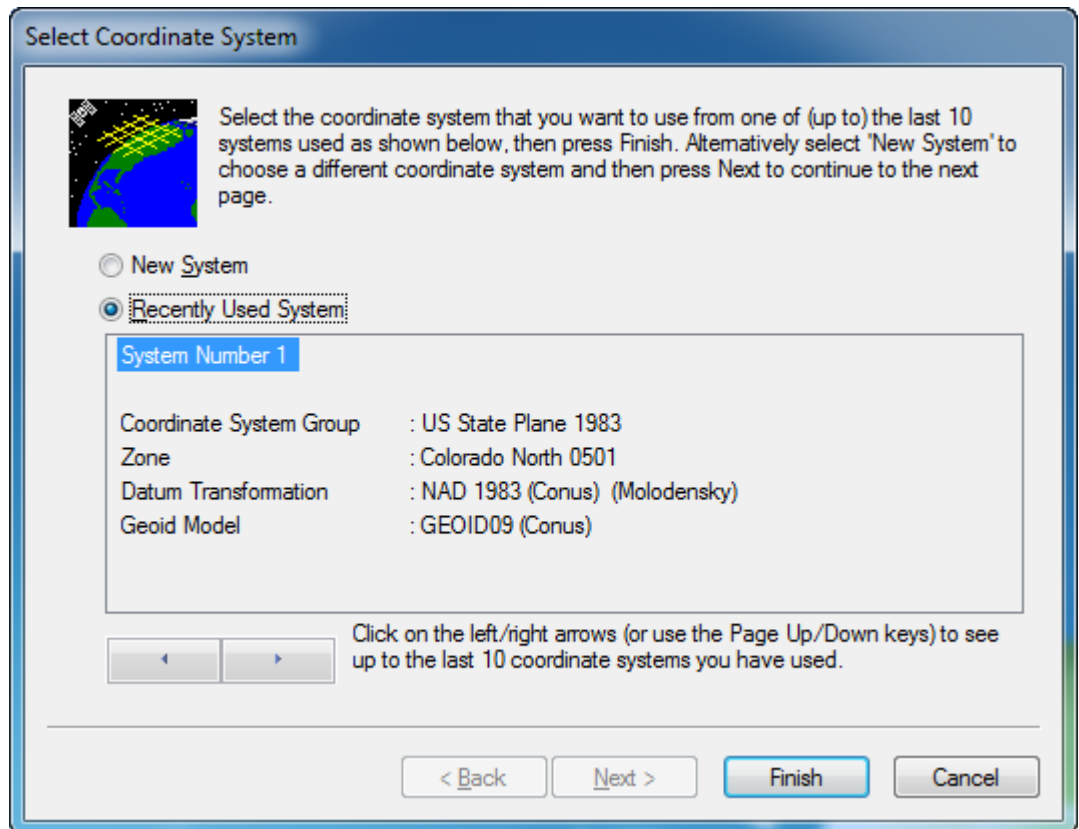 Select Coordinate System
Select the coordinate system that you want to use from one of (up to) the last 10
systems used as shown below, then press Finish. Alternatively select 'New System' to
choose a different coordinate system and then press Next to continue to the next
page.
New System
Recently Used System
System Number 1
Coordinate System Group : US State Plane 1983
Zone : Colorado North 0501
Datum Transformation : NAD 1983 (Conus) (Molodensky)
Geoid Model : GEOID09 (Conus)
Click on the left/right arrows (or use the Page Up/Down keys) to see
up to the last 10 coordinate systems you have used.
< Back Next > Finish Cancel